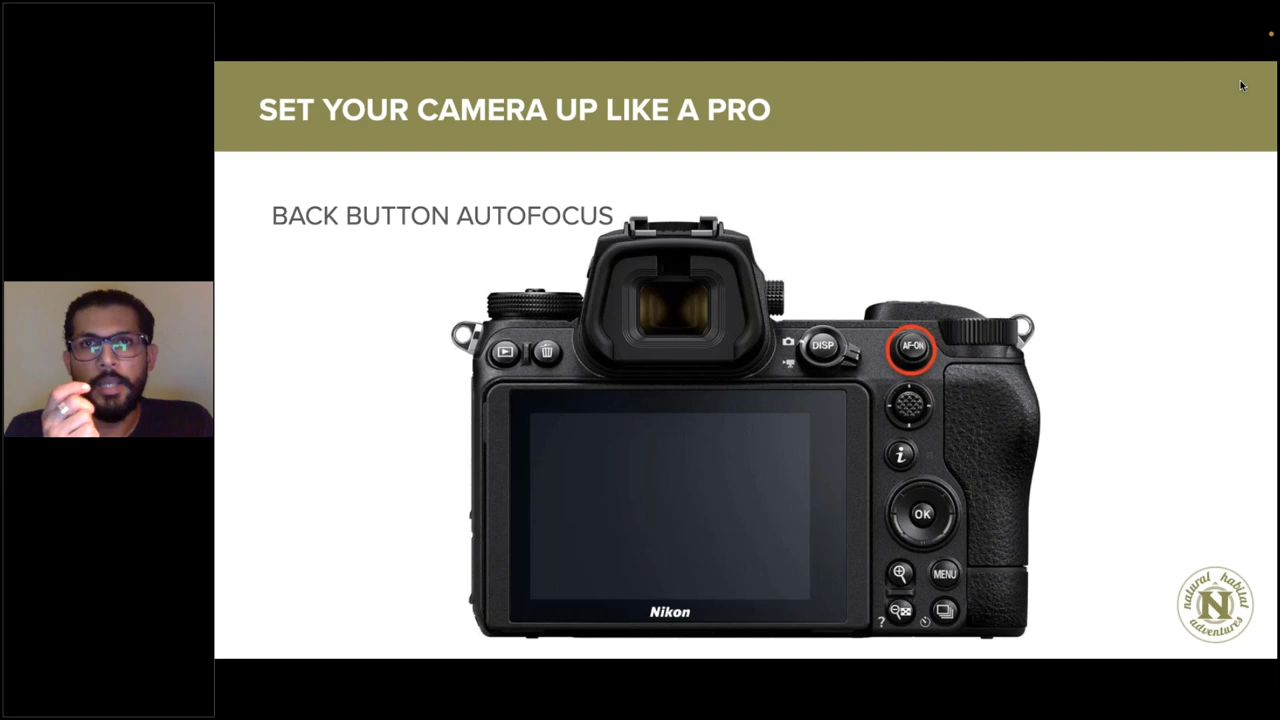 SET YOUR CAMERA UP LIKE A PRO
BACK BUTTON AUTOFOCUS
DISP
AF-ON
i
OK
MENU
?
Nikon
natural habitat
N
adventures